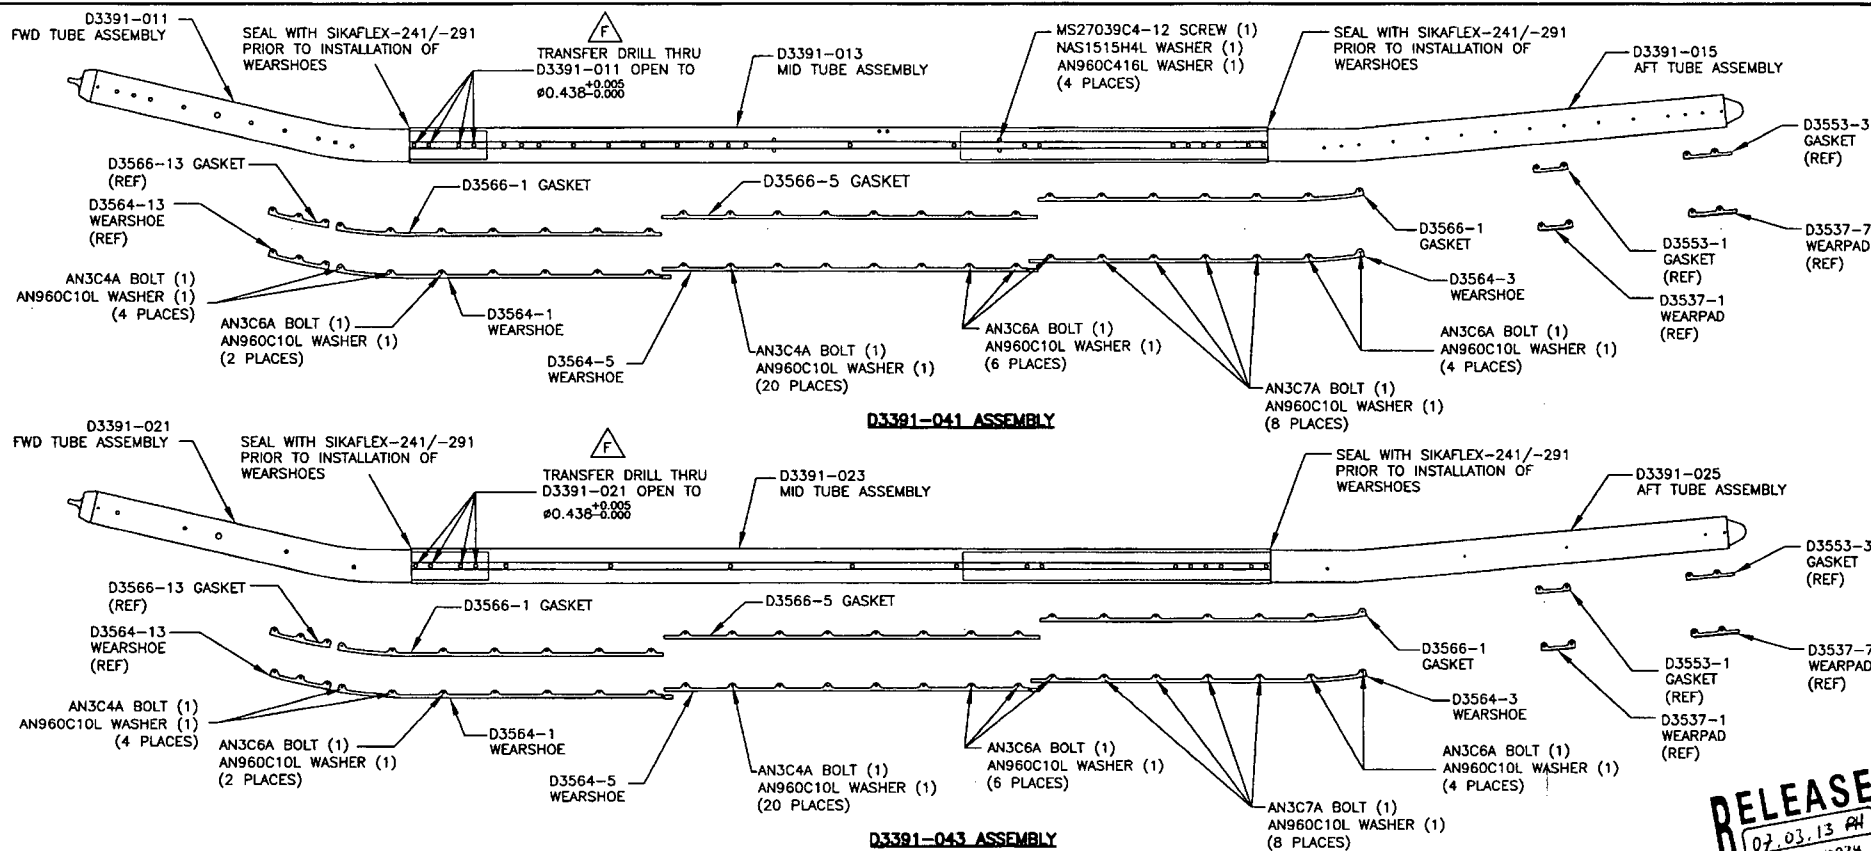 D3391-011
FWD TUBE ASSEMBLY
SEAL WITH SIKAFLEX-241/-291
PRIOR TO INSTALLATION OF
WEARSHOES
F
TRANSFER DRILL THRU
D3391-011 OPEN TO
ø0.438+0.005-0.000
D3391-013
MID TUBE ASSEMBLY
MS27039C4-12 SCREW (1)
NAS1515H4L WASHER (1)
AN960C416L WASHER (1)
(4 PLACES)
SEAL WITH SIKAFLEX-241/-291
PRIOR TO INSTALLATION OF
WEARSHOES
D3391-015
AFT TUBE ASSEMBLY
D3553-3
GASKET
(REF)
D3566-13 GASKET
(REF)
D3564-13
WEARSHOE
(REF)
D3566-1 GASKET
D3566-5 GASKET
D3566-1
GASKET
D3553-1
GASKET
(REF)
D3537-7
WEARPAD
(REF)
AN3C4A BOLT (1)
AN960C10L WASHER (1)
(4 PLACES)
AN3C6A BOLT (1)
AN960C10L WASHER (1)
(2 PLACES)
D3564-1
WEARSHOE
D3564-5
WEARSHOE
AN3C4A BOLT (1)
AN960C10L WASHER (1)
(20 PLACES)
AN3C6A BOLT (1)
AN960C10L WASHER (1)
(6 PLACES)
AN3C7A BOLT (1)
AN960C10L WASHER (1)
(8 PLACES)
D3564-3
WEARSHOE
AN3C6A BOLT (1)
AN960C10L WASHER (1)
(4 PLACES)
D3537-1
WEARPAD
(REF)
D3391-041 ASSEMBLY
D3391-021
FWD TUBE ASSEMBLY
SEAL WITH SIKAFLEX-241/-291
PRIOR TO INSTALLATION OF
WEARSHOES
F
TRANSFER DRILL THRU
D3391-021 OPEN TO
ø0.438+0.005-0.000
D3391-023
MID TUBE ASSEMBLY
SEAL WITH SIKAFLEX-241/-291
PRIOR TO INSTALLATION OF
WEARSHOES
D3391-025
AFT TUBE ASSEMBLY
D3553-3
GASKET
(REF)
D3566-13 GASKET
(REF)
D3564-13
WEARSHOE
(REF)
D3566-1 GASKET
D3566-5 GASKET
D3566-1
GASKET
D3553-1
GASKET
(REF)
D3537-7
WEARPAD
(REF)
AN3C4A BOLT (1)
AN960C10L WASHER (1)
(4 PLACES)
AN3C6A BOLT (1)
AN960C10L WASHER (1)
(2 PLACES)
D3564-1
WEARSHOE
D3564-5
WEARSHOE
AN3C4A BOLT (1)
AN960C10L WASHER (1)
(20 PLACES)
AN3C6A BOLT (1)
AN960C10L WASHER (1)
(6 PLACES)
AN3C7A BOLT (1)
AN960C10L WASHER (1)
(8 PLACES)
D3564-3
WEARSHOE
AN3C6A BOLT (1)
AN960C10L WASHER (1)
(4 PLACES)
D3537-1
WEARPAD
(REF)
D3391-043 ASSEMBLY
RELEASE
07.03.13